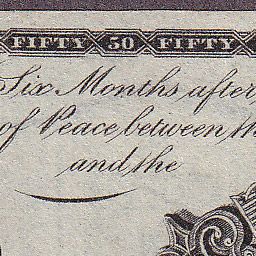 FIFTY 50 FIFTY
Six Months after
of Peace between th
and the